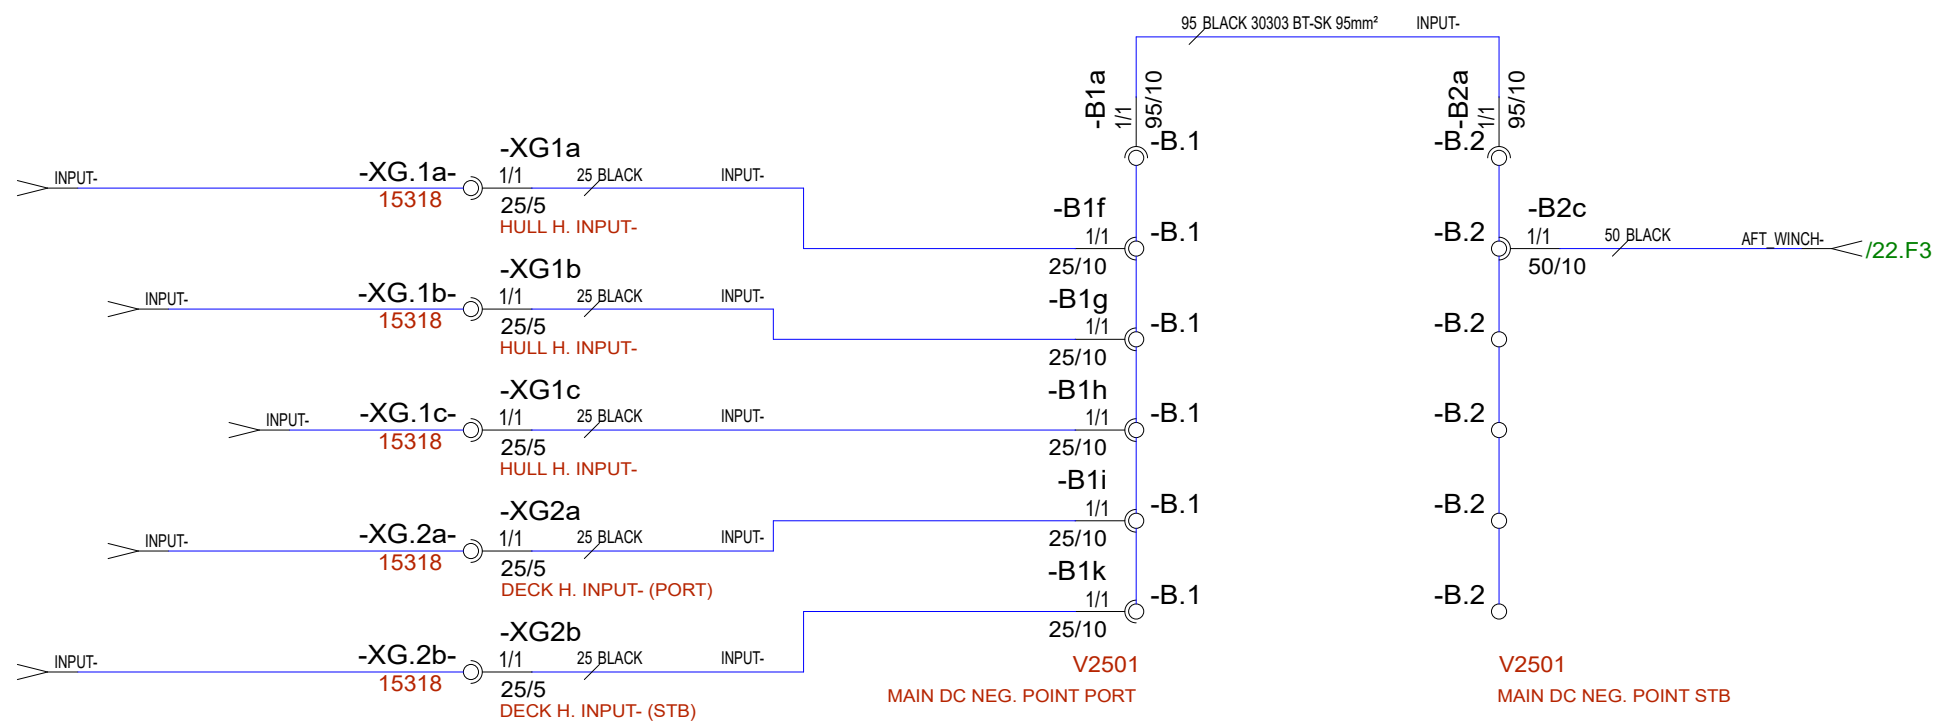 95 BLACK 30303 BT-SK 95mm² INPUT-
-B1a
1/1
95/10
-B.1
-B2a
1/1
95/10
-B.2
INPUT-
-XG.1a-
15318
-XG1a
1/1
25/5
HULL H. INPUT-
25 BLACK
INPUT-
-B1f
1/1
25/10
-B.1
-B.2
-B2c
1/1
50/10
50 BLACK
AFT_WINCH-
/22.F3
INPUT-
-XG.1b-
15318
-XG1b
1/1
25/5
HULL H. INPUT-
25 BLACK
INPUT-
-B1g
1/1
25/10
-B.1
-B.2
INPUT-
-XG.1c-
15318
-XG1c
1/1
25/5
HULL H. INPUT-
25 BLACK
INPUT-
-B1h
1/1
25/10
-B.1
-B.2
INPUT-
-XG.2a-
15318
-XG2a
1/1
25/5
DECK H. INPUT- (PORT)
25 BLACK
INPUT-
-B1i
1/1
25/10
-B.1
-B.2
INPUT-
-XG.2b-
15318
-XG2b
1/1
25/5
DECK H. INPUT- (STB)
25 BLACK
INPUT-
-B1k
1/1
25/10
-B.1
-B.2
V2501
MAIN DC NEG. POINT PORT
V2501
MAIN DC NEG. POINT STB